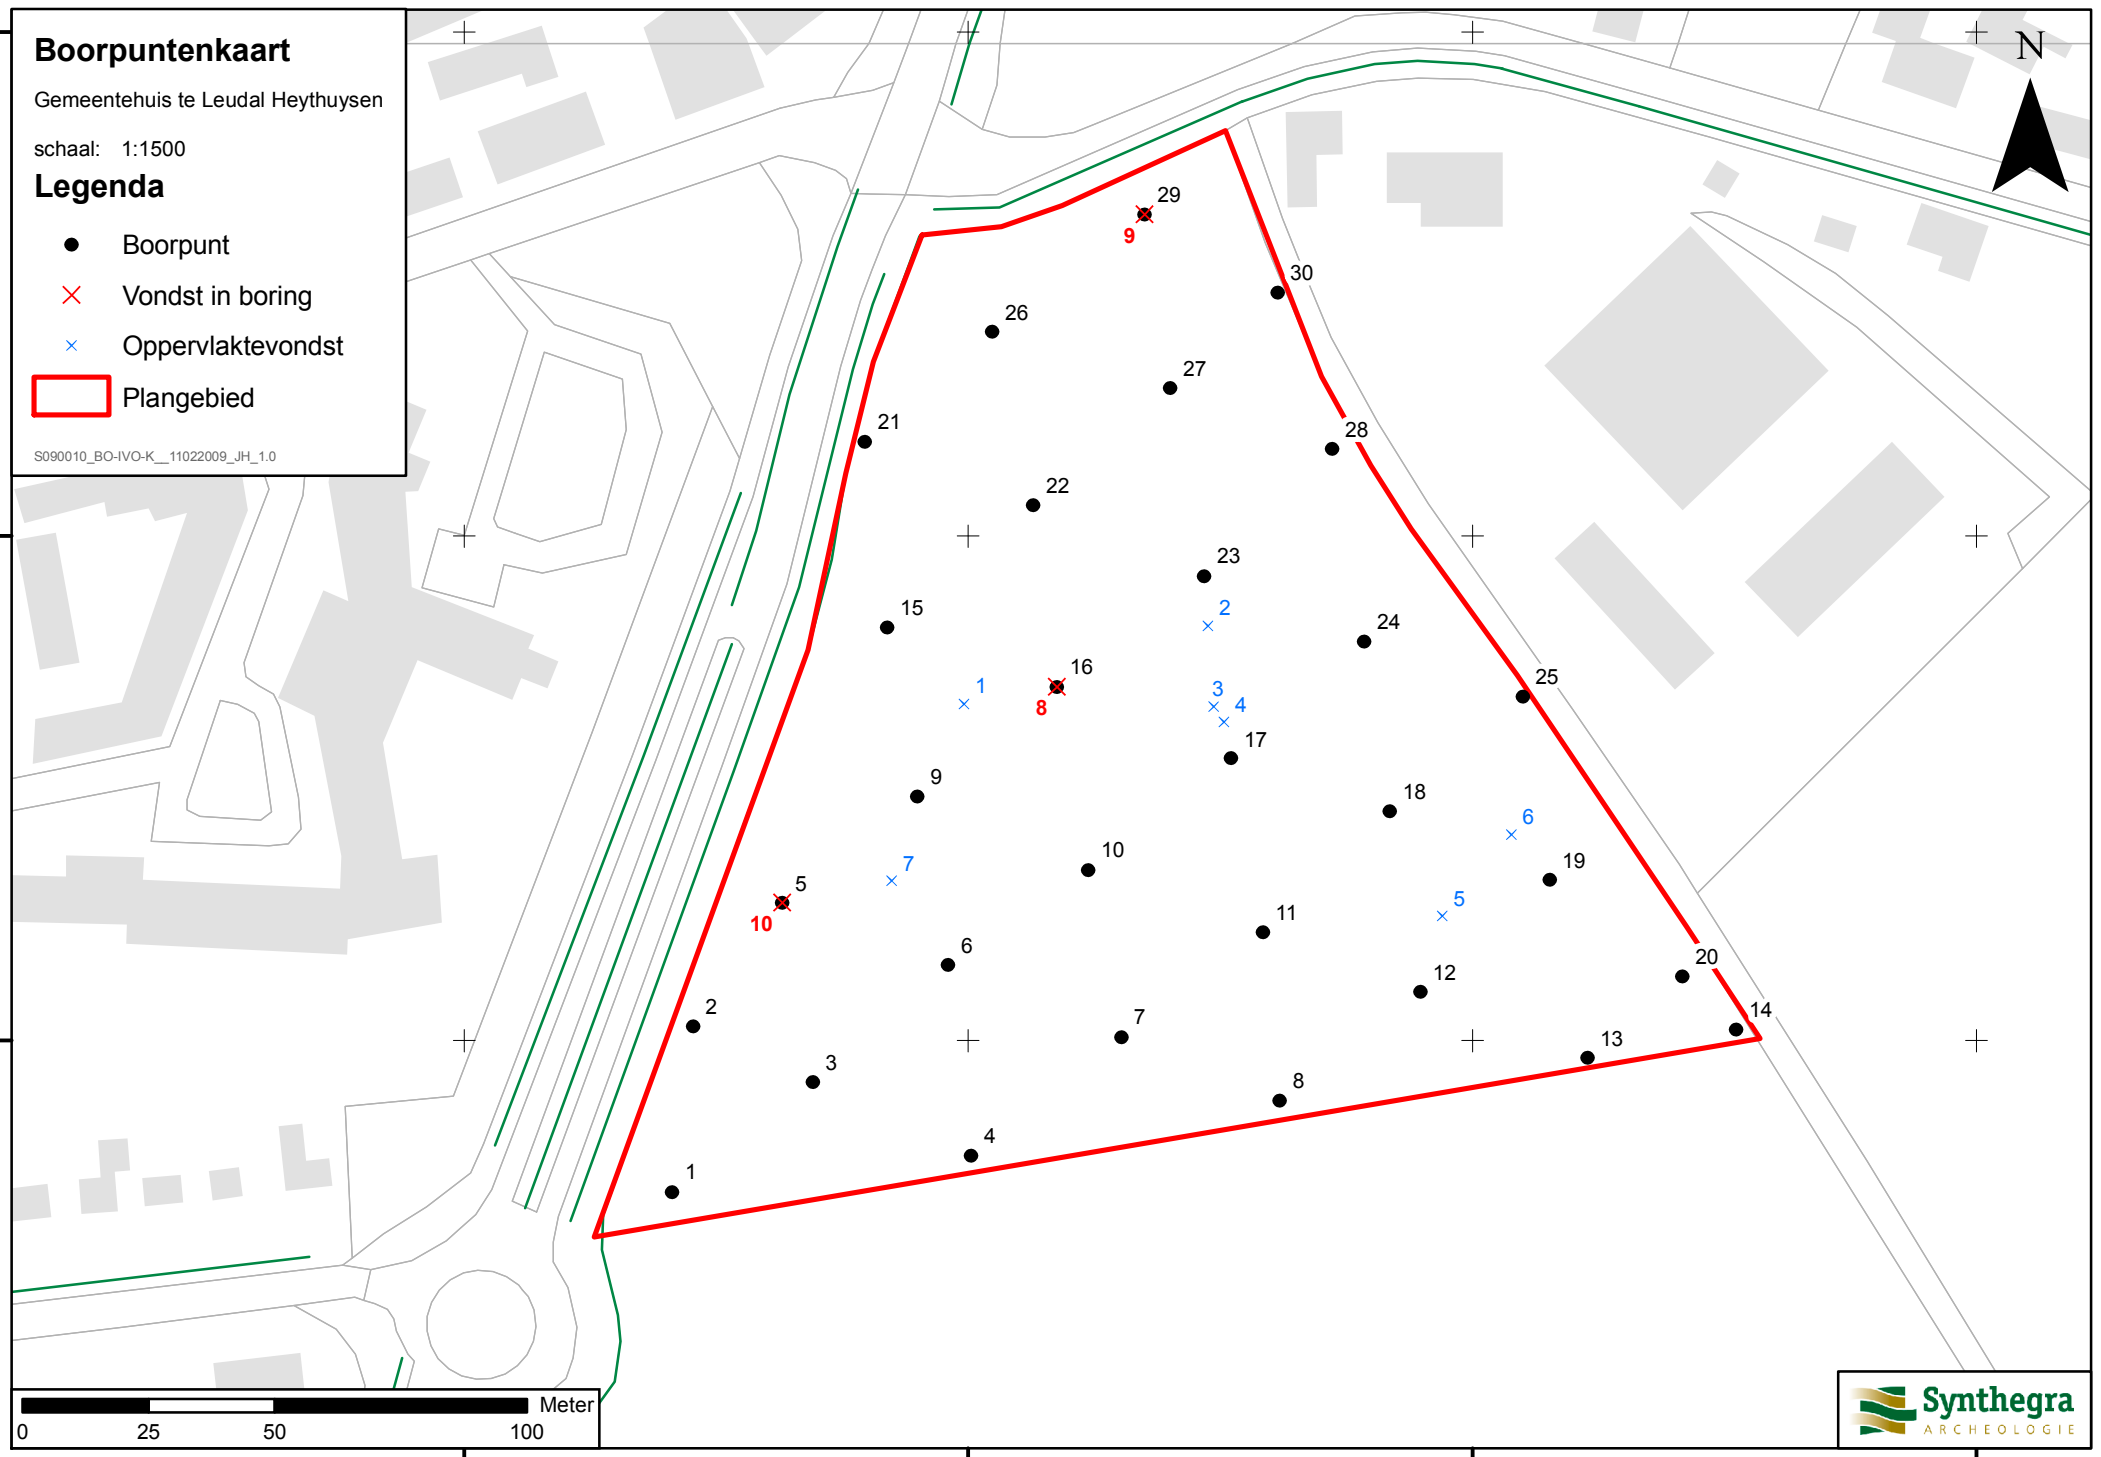 Boorpuntenkaart
Gemeentehuis te Leudal Heythuysen
schaal: 1:1500
Legenda
Boorpunt
Vondst in boring
Oppervlaktevondst
Plangebied
S090010_BO-IVO-K__11022009_JH_1.0
N
29
9
30
26
27
21
28
22
23
2
15
24
16
1
8
3
4
25
17
9
18
6
10
19
7
5
10
5
11
6
12
20
2
7
14
13
3
8
4
1
Meter
0 25 50 100
Synthegra
ARCHEOLOGIE